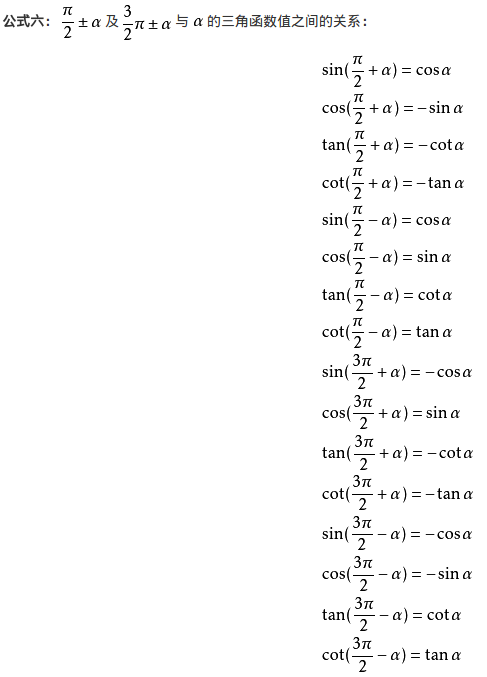 公式六： π/2 ± α 及 3/2 π ± α 与 α 的三角函数值之间的关系：
sin(π/2 + α) = cos α
cos(π/2 + α) = − sin α
tan(π/2 + α) = − cot α
cot(π/2 + α) = − tan α
sin(π/2 − α) = cos α
cos(π/2 − α) = sin α
tan(π/2 − α) = cot α
cot(π/2 − α) = tan α
sin(3π/2 + α) = − cos α
cos(3π/2 + α) = sin α
tan(3π/2 + α) = − cot α
cot(3π/2 + α) = − tan α
sin(3π/2 − α) = − cos α
cos(3π/2 − α) = − sin α
tan(3π/2 − α) = cot α
cot(3π/2 − α) = tan α